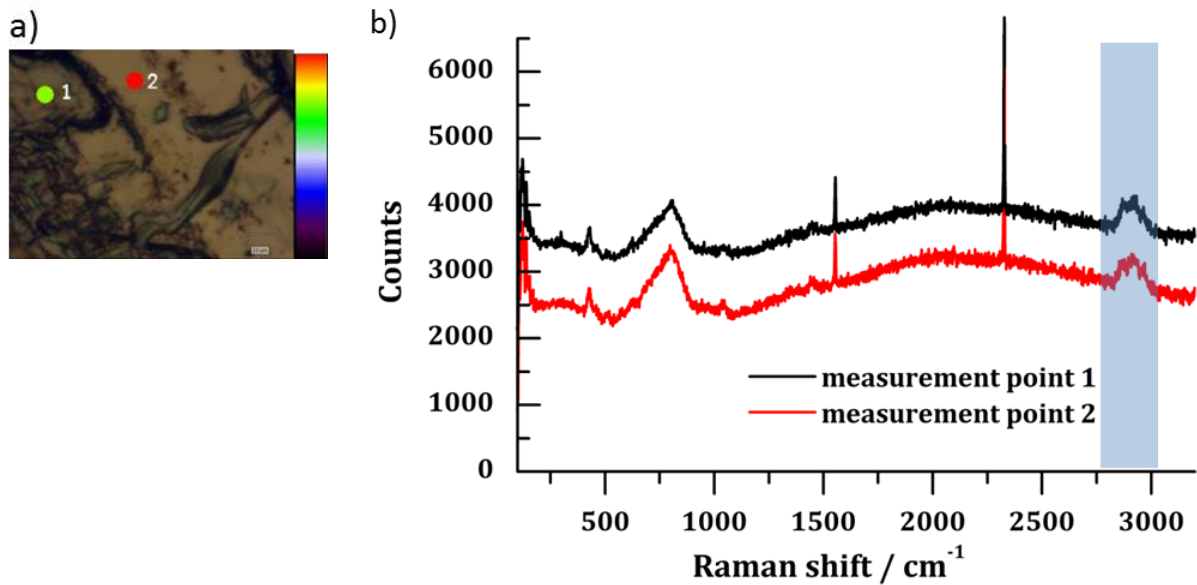 a)
1
2
b)
6000
5000
4000
3000
2000
1000
0
Counts
measurement point 1
measurement point 2
500
1000
1500
2000
2500
3000
Raman shift / cm⁻¹